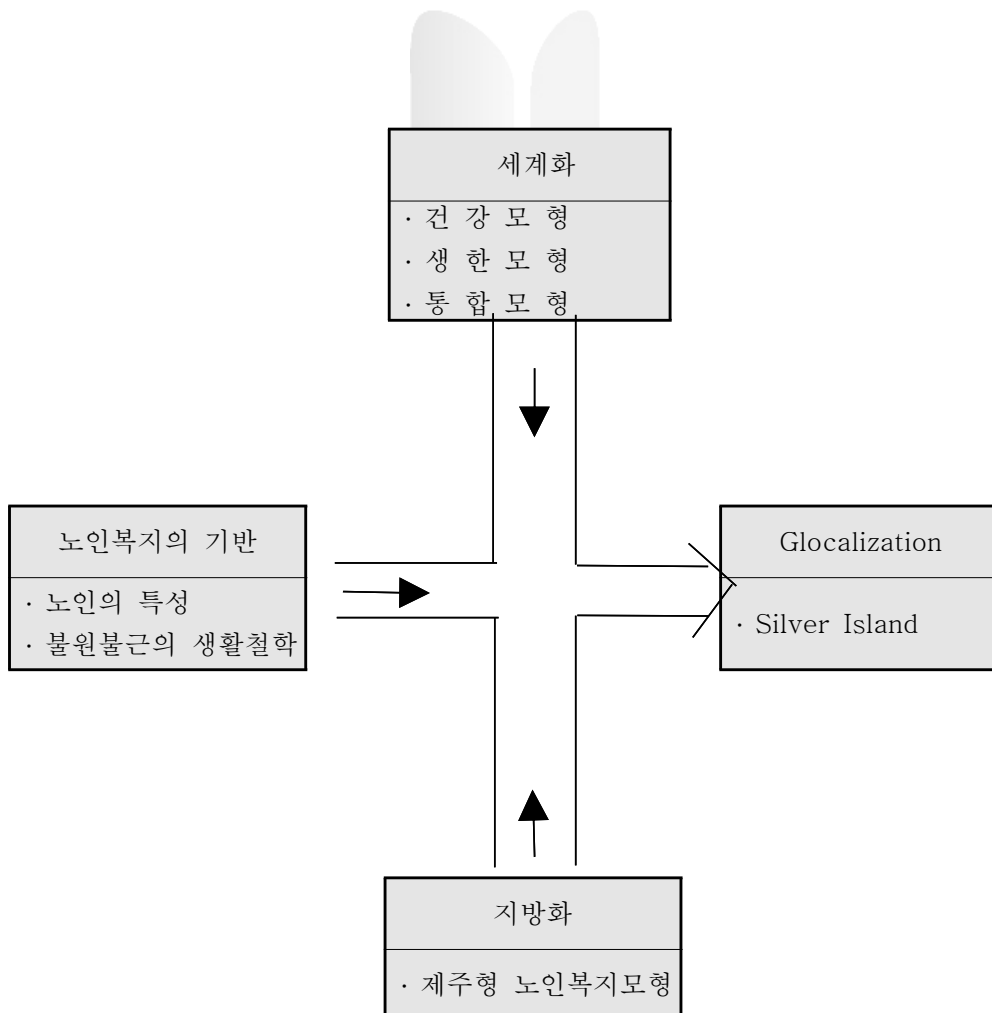 세계화
· 건 강 모 형
· 생 한 모 형
· 통 합 모 형
노인복지의 기반
· 노인의 특성
· 불원불근의 생활철학
Glocalization
· Silver Island
지방화
· 제주형 노인복지모형